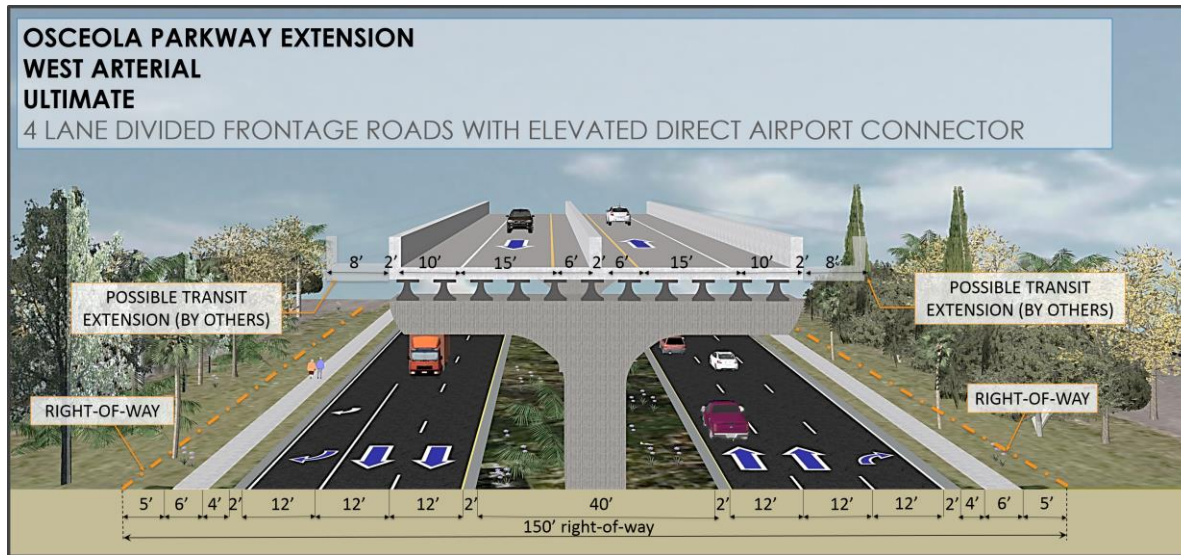 OSCEOLA PARKWAY EXTENSION
WEST ARTERIAL
ULTIMATE
4 LANE DIVIDED FRONTAGE ROADS WITH ELEVATED DIRECT AIRPORT CONNECTOR
8' 2' 10' 15' 6' 2' 6' 15' 10' 2' 8'
POSSIBLE TRANSIT
EXTENSION (BY OTHERS)
POSSIBLE TRANSIT
EXTENSION (BY OTHERS)
RIGHT-OF-WAY
RIGHT-OF-WAY
5' 6' 4' 2' 12' 12' 12' 2' 40' 2' 12' 12' 12' 2' 4' 6' 5'
150' right-of-way